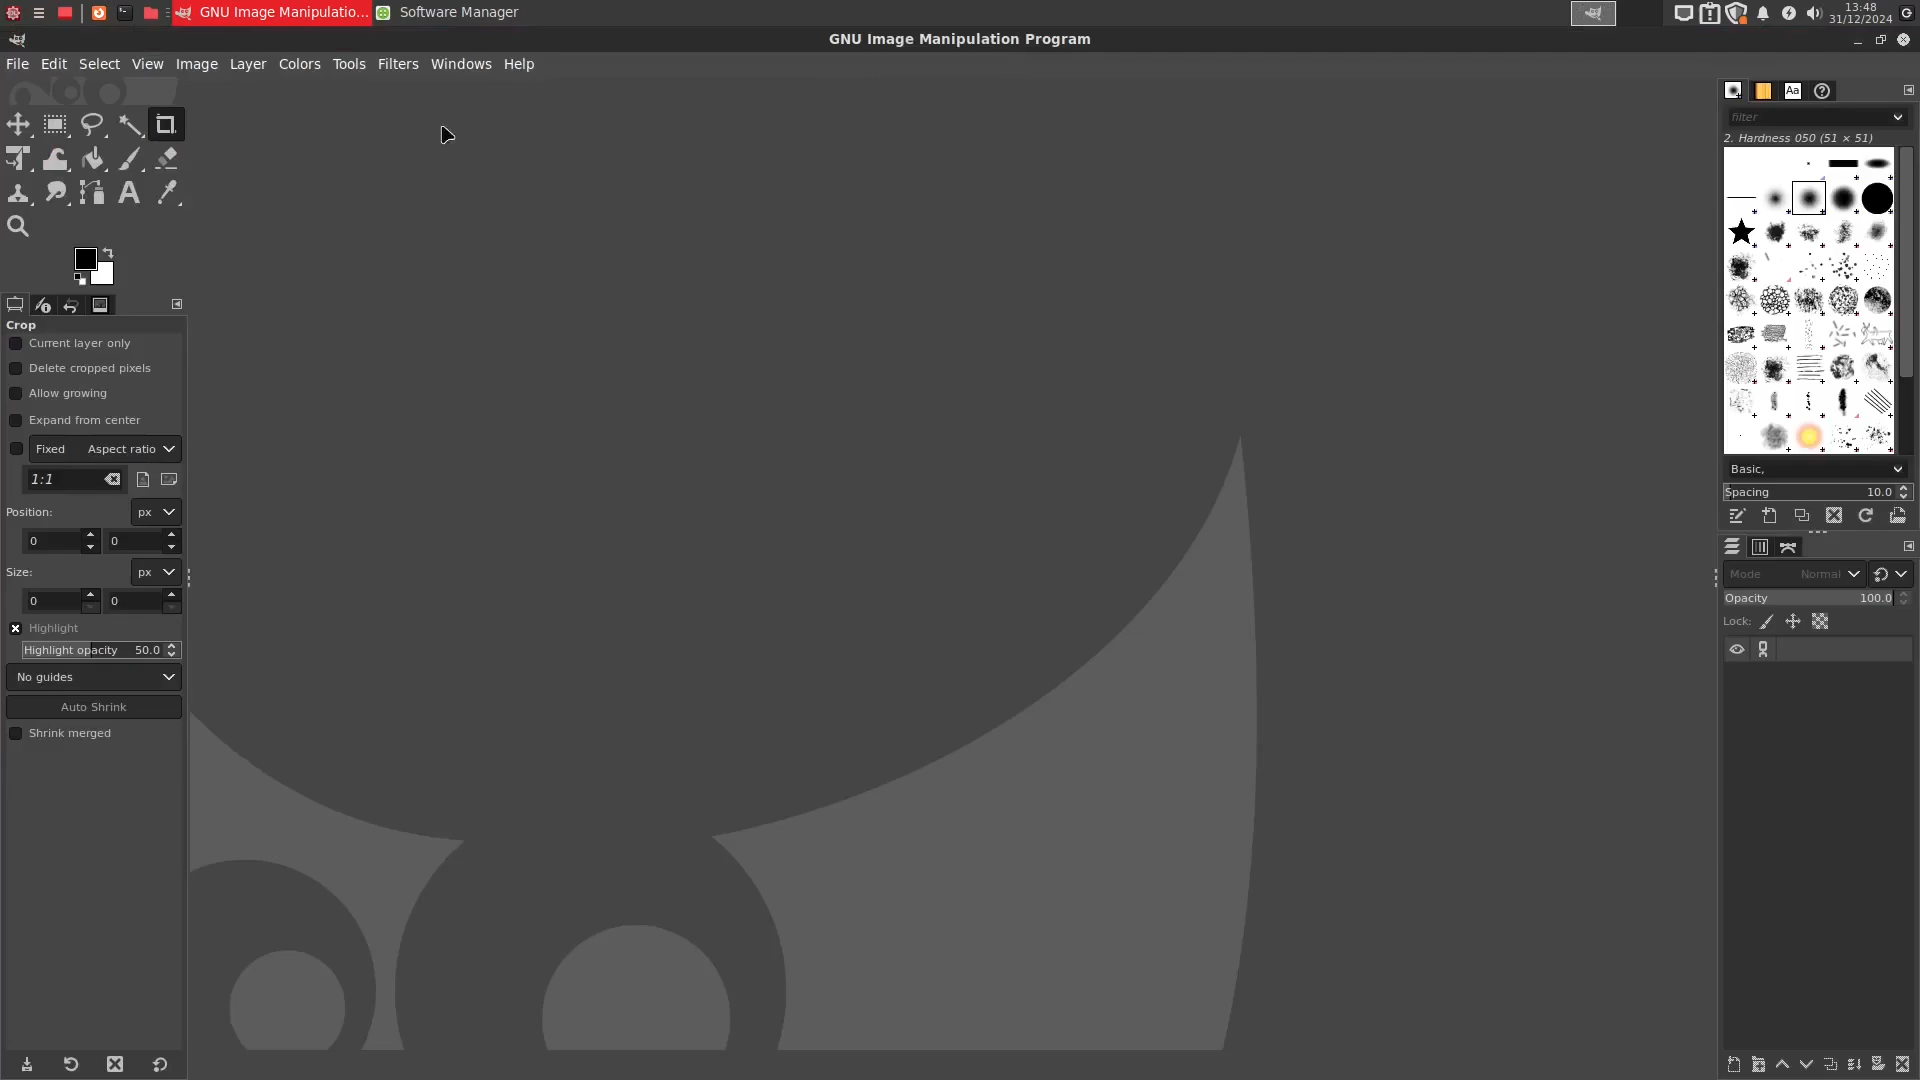 GNU Image Manipulatio...
Software Manager
13:48
31/12/2024
GNU Image Manipulation Program
File Edit Select View Image Layer Colors Tools Filters Windows Help
Aa
filter
2. Hardness 050 (51 × 51)
Crop
Current layer only
Delete cropped pixels
Allow growing
Expand from center
Fixed Aspect ratio
1:1
Position: px
0 0
Size: px
0 0
Highlight
Highlight opacity 50.0
No guides
Auto Shrink
Shrink merged
Basic,
Spacing 10.0
Mode Normal
Opacity 100.0
Lock: